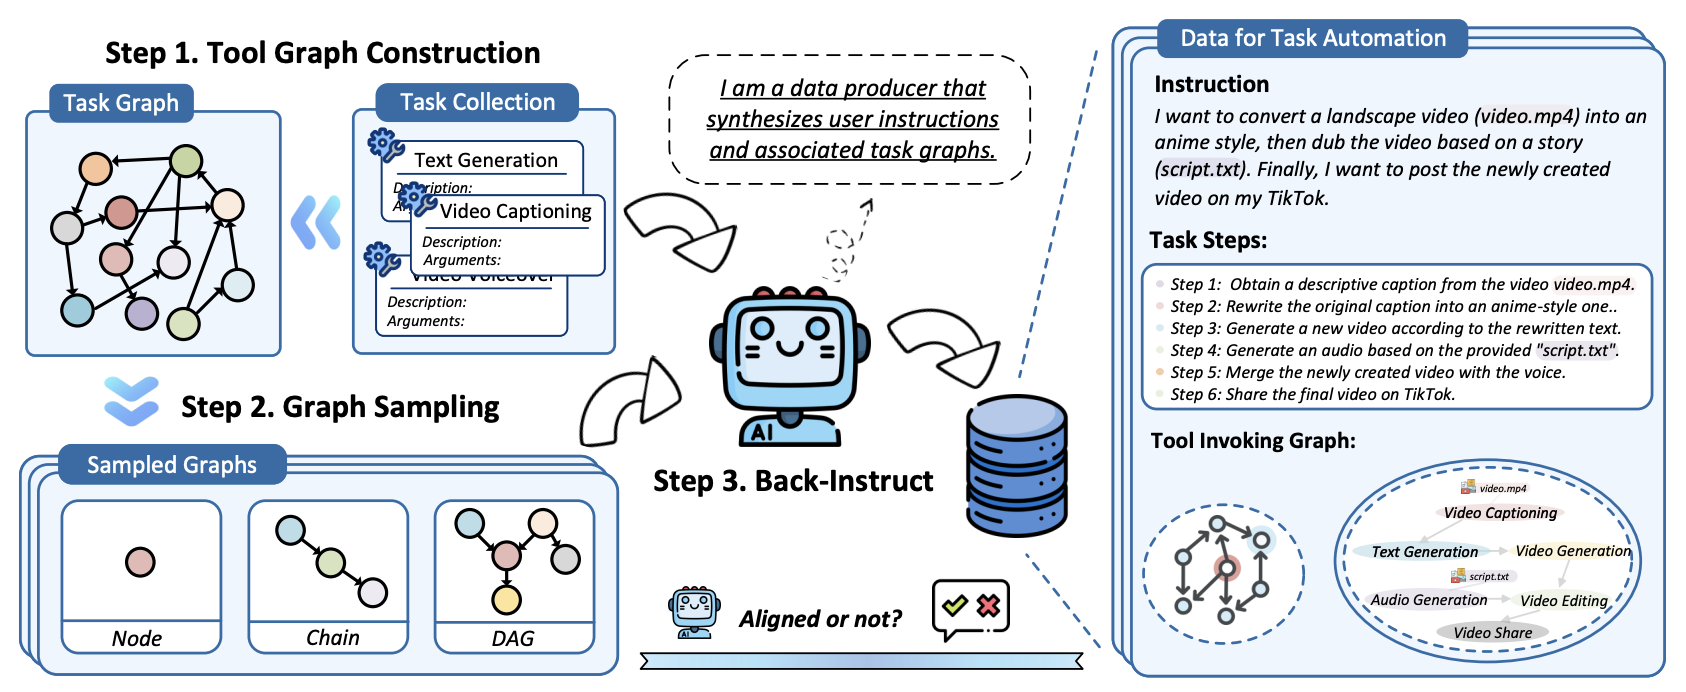 Step 1. Tool Graph Construction
Task Graph
Task Collection
Text Generation
Description:
Video Captioning
Description:
Arguments:
Video Voiceover
Description:
Arguments:
Step 2. Graph Sampling
Sampled Graphs
Node
Chain
DAG
I am a data producer that
synthesizes user instructions
and associated task graphs.
AI
Step 3. Back-Instruct
AI
Aligned or not?
Data for Task Automation
Instruction
I want to convert a landscape video (video.mp4) into an
anime style, then dub the video based on a story
(script.txt). Finally, I want to post the newly created
video on my TikTok.
Task Steps:
Step 1: Obtain a descriptive caption from the video video.mp4.
Step 2: Rewrite the original caption into an anime-style one..
Step 3: Generate a new video according to the rewritten text.
Step 4: Generate an audio based on the provided "script.txt".
Step 5: Merge the newly created video with the voice.
Step 6: Share the final video on TikTok.
Tool Invoking Graph:
video.mp4
Video Captioning
Text Generation
Video Generation
script.txt
Audio Generation
Video Editing
Video Share